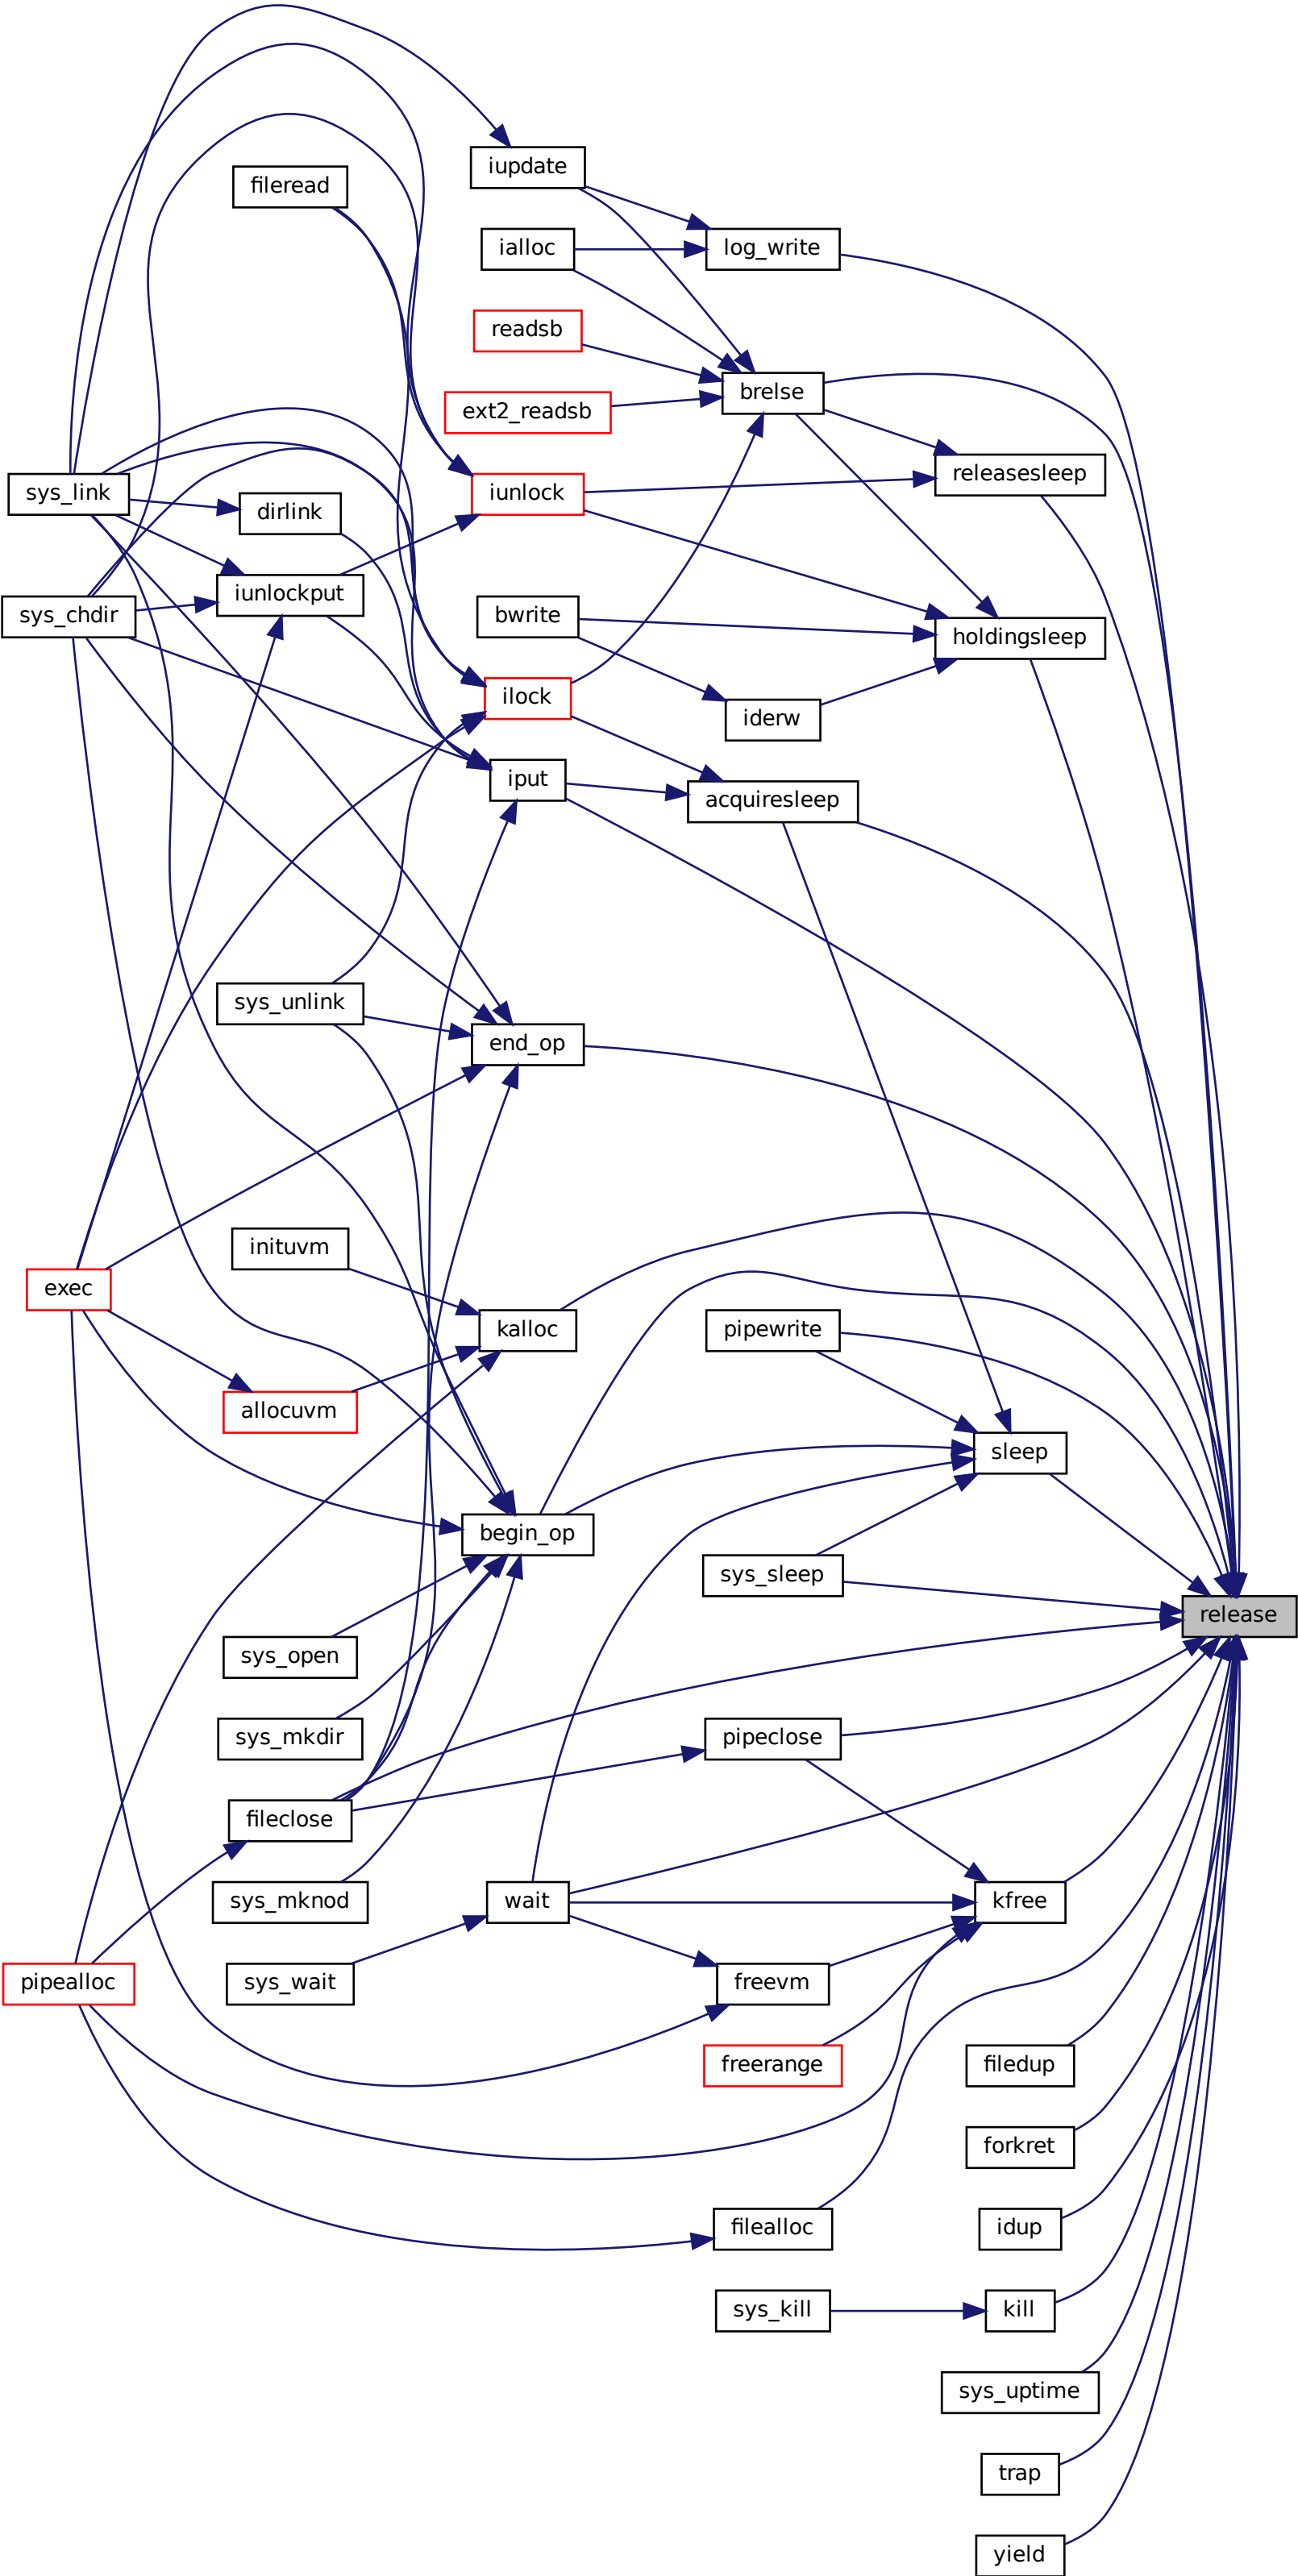 iupdate
fileread
ialloc
log_write
readsb
brelse
ext2_readsb
releasesleep
sys_link
iunlock
dirlink
iunlockput
sys_chdir
bwrite
holdingsleep
ilock
iderw
iput
acquiresleep
sys_unlink
end_op
inituvm
exec
kalloc
pipewrite
allocuvm
sleep
begin_op
sys_sleep
release
sys_open
sys_mkdir
pipeclose
fileclose
sys_mknod
wait
kfree
pipealloc
sys_wait
freevm
freerange
filedup
forkret
filealloc
idup
sys_kill
kill
sys_uptime
trap
yield